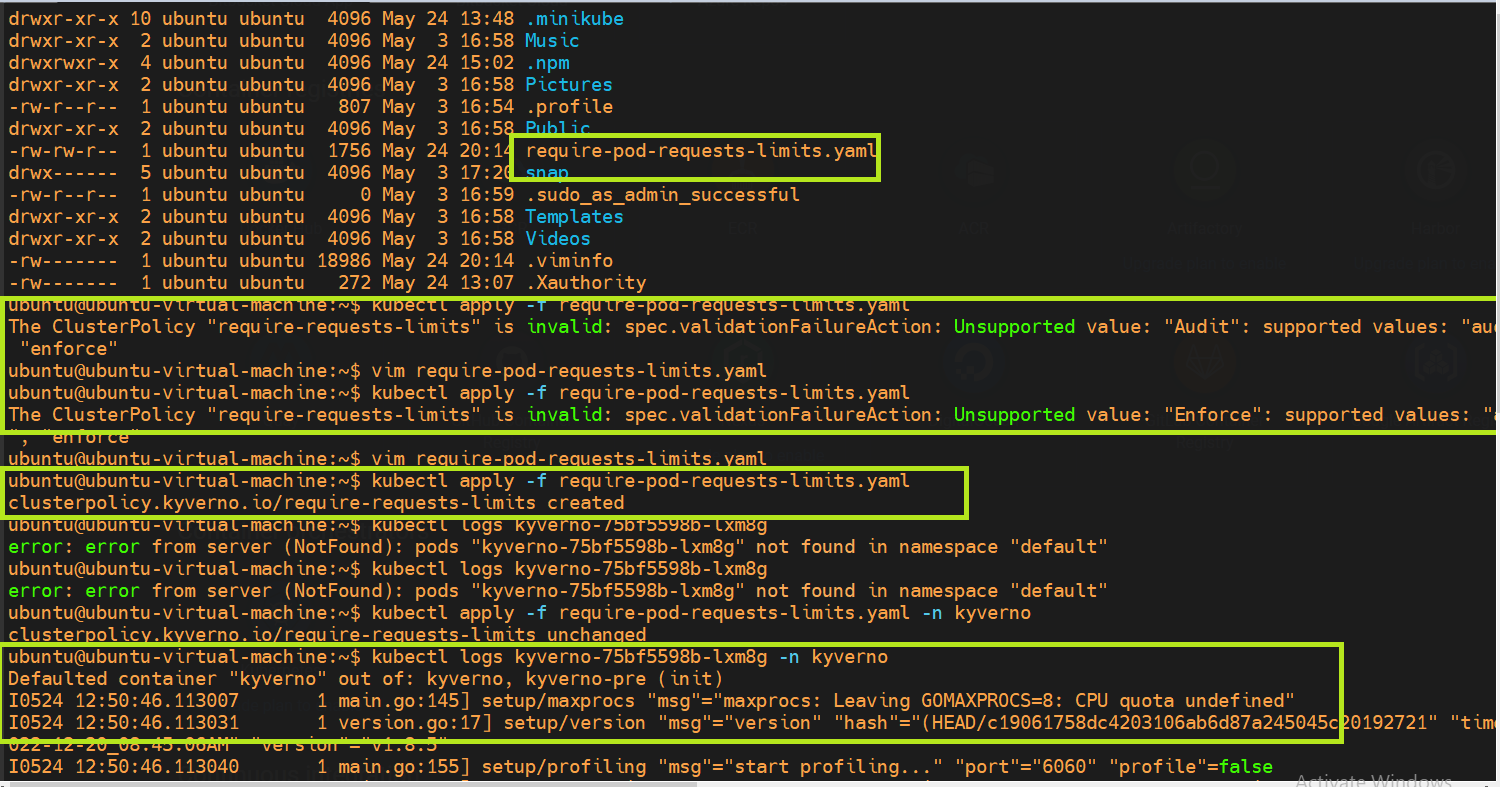 drwxr-xr-x 10 ubuntu ubuntu  4096 May 24 13:48 .minikube
drwxr-xr-x  2 ubuntu ubuntu  4096 May  3 16:58 Music
drwxrwxr-x  4 ubuntu ubuntu  4096 May 24 15:02 .npm
drwxr-xr-x  2 ubuntu ubuntu  4096 May  3 16:58 Pictures
-rw-r--r--  1 ubuntu ubuntu   807 May  3 16:54 .profile
drwxr-xr-x  2 ubuntu ubuntu  4096 May  3 16:58 Public
-rw-rw-r--  1 ubuntu ubuntu  1756 May 24 20:14 require-pod-requests-limits.yaml
drwx------  5 ubuntu ubuntu  4096 May  3 17:20 snap
-rw-r--r--  1 ubuntu ubuntu     0 May  3 16:59 .sudo_as_admin_successful
drwxr-xr-x  2 ubuntu ubuntu  4096 May  3 16:58 Templates
drwxr-xr-x  2 ubuntu ubuntu  4096 May  3 16:58 Videos
-rw-------  1 ubuntu ubuntu 18986 May 24 20:14 .viminfo
-rw-------  1 ubuntu ubuntu   272 May 24 13:07 .Xauthority
ubuntu@ubuntu-virtual-machine:~$ kubectl apply -f require-pod-requests-limits.yaml
The ClusterPolicy "require-requests-limits" is invalid: spec.validationFailureAction: Unsupported value: "Audit": supported values: "au
"enforce"
ubuntu@ubuntu-virtual-machine:~$ vim require-pod-requests-limits.yaml
ubuntu@ubuntu-virtual-machine:~$ kubectl apply -f require-pod-requests-limits.yaml
The ClusterPolicy "require-requests-limits" is invalid: spec.validationFailureAction: Unsupported value: "Enforce": supported values: "a
", "enforce"
ubuntu@ubuntu-virtual-machine:~$ vim require-pod-requests-limits.yaml
ubuntu@ubuntu-virtual-machine:~$ kubectl apply -f require-pod-requests-limits.yaml
clusterpolicy.kyverno.io/require-requests-limits created
ubuntu@ubuntu-virtual-machine:~$ kubectl logs kyverno-75bf5598b-lxm8g
error: error from server (NotFound): pods "kyverno-75bf5598b-lxm8g" not found in namespace "default"
ubuntu@ubuntu-virtual-machine:~$ kubectl logs kyverno-75bf5598b-lxm8g
error: error from server (NotFound): pods "kyverno-75bf5598b-lxm8g" not found in namespace "default"
ubuntu@ubuntu-virtual-machine:~$ kubectl apply -f require-pod-requests-limits.yaml -n kyverno
clusterpolicy.kyverno.io/require-requests-limits unchanged
ubuntu@ubuntu-virtual-machine:~$ kubectl logs kyverno-75bf5598b-lxm8g -n kyverno
Defaulted container "kyverno" out of: kyverno, kyverno-pre (init)
I0524 12:50:46.113007       1 main.go:145] setup/maxprocs "msg"="maxprocs: Leaving GOMAXPROCS=8: CPU quota undefined"
I0524 12:50:46.113031       1 version.go:17] setup/version "msg"="version" "hash"="(HEAD/c19061758dc4203106ab6d87a245045c20192721" "tim
022-12-20_08:45:06AM" "version"="v1.8.5"
I0524 12:50:46.113040       1 main.go:155] setup/profiling "msg"="start profiling..." "port"="6060" "profile"=false
Activate Windows